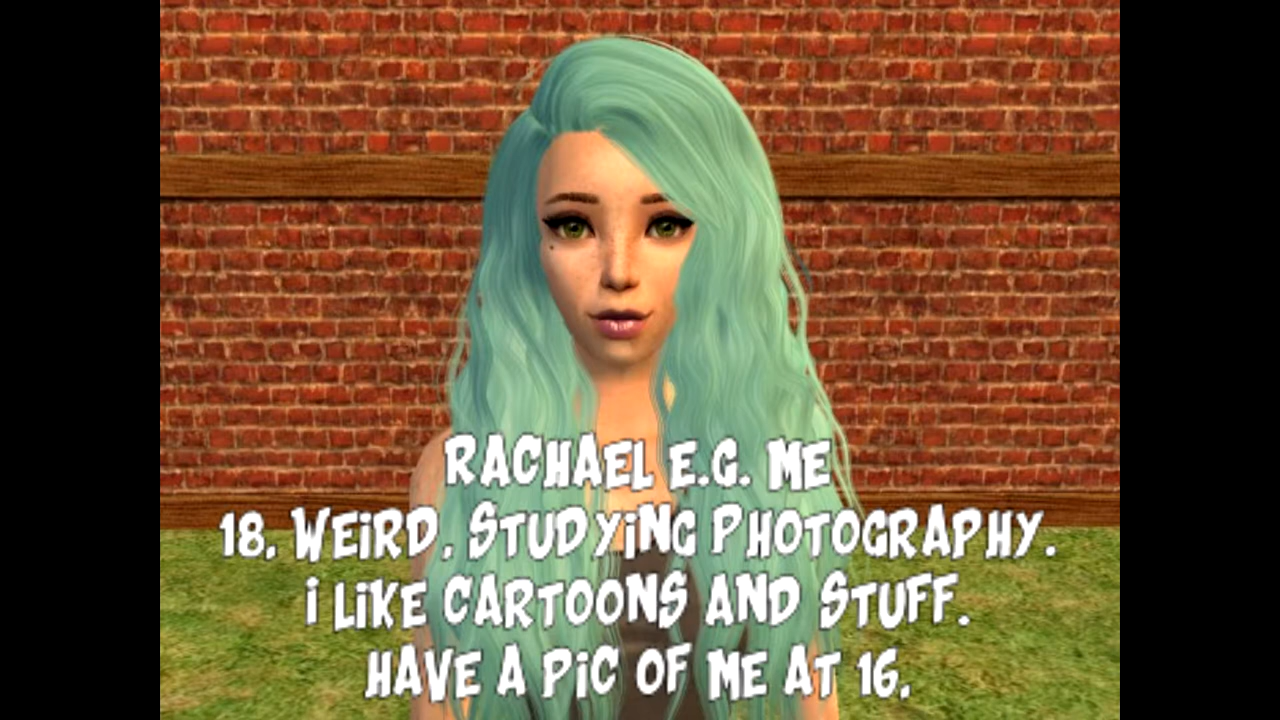 RACHAEL E.G. ME
18. WEiRD. STUDYiNG PHOTOGRAPHY.
i LiKE CARTOONS AND STUFF.
HAVE A PiC OF ME AT 16.